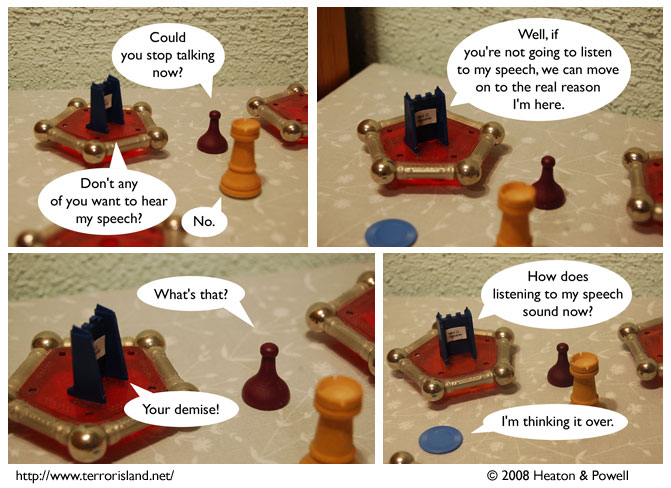 Could
you stop talking
now?
Don't any
of you want to hear
my speech?
No.
Well, if
you're not going to listen
to my speech, we can move
on to the real reason
I'm here.
What's that?
Your demise!
How does
listening to my speech
sound now?
I'm thinking it over.
http://www.terrorisland.net/
© 2008 Heaton & Powell